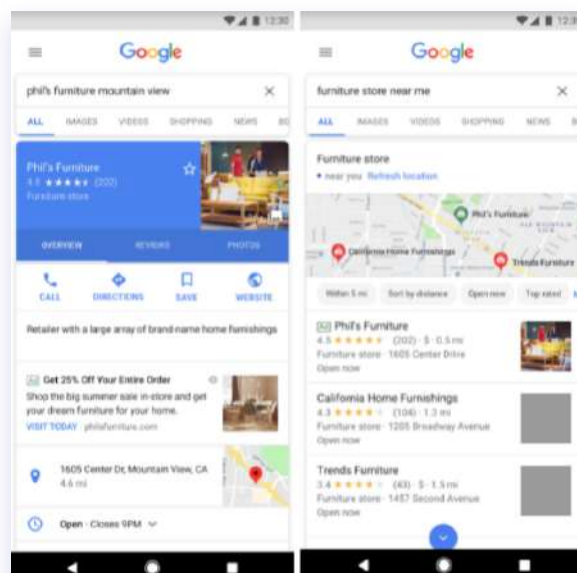 12:30
Google
phil's furniture mountain view
ALL IMAGES VIDEOS SHOPPING NEWS
Phil's Furniture
4.5 ★★★★★ (202)
Furniture store
OVERVIEW REVIEWS PHOTOS
CALL DIRECTIONS SAVE WEBSITE
Retailer with a large array of brand-name home furnishings
Ad Get 25% Off Your Entire Order
Shop the big summer sale in-store and get
your dream furniture for your home.
VISIT TODAY philsfurniture.com
1605 Center Dr, Mountain View, CA
4.6 mi
Open · Closes 9PM
12:30
Google
furniture store near me
ALL IMAGES VIDEOS SHOPPING NEWS
Furniture store
near you Refresh location
Phil's Furniture
California Home Furnishings
Trends Furniture
Within 5 mi Sort by distance Open now Top rated
Ad Phil's Furniture
4.5 ★★★★★ (202) · $ · 0.5 mi
Furniture store · 1605 Center Drive
Open now
California Home Furnishings
4.3 ★★★★★ (104) · 1.3 mi
Furniture store · 1205 Broadway Avenue
Open now
Trends Furniture
3.4 ★★★★★ (43) · $ · 1.5 mi
Furniture store · 1457 Second Avenue
Open now